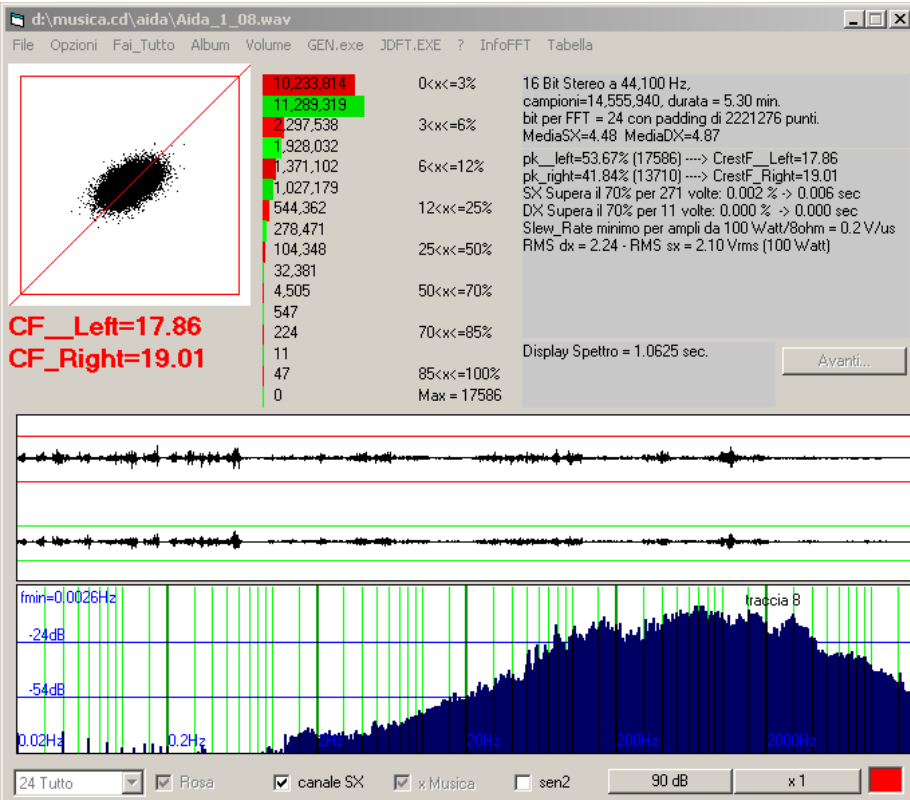 d:\musica.cd\aida\Aida_1_08.wav
File Opzioni Fai_Tutto Album Volume GEN.exe JDFT.EXE ? InfoFFT Tabella
10,233,814 0<x<=3%
11,289,319
2,297,538 3<x<=6%
1,928,032
1,371,102 6<x<=12%
1,027,179
544,362 12<x<=25%
278,471
104,348 25<x<=50%
32,381
4,505 50<x<=70%
547
224 70<x<=85%
11
47 85<x<=100%
0 Max = 17586
CF__Left=17.86
CF_Right=19.01
16 Bit Stereo a 44,100 Hz,
campioni=14,555,940, durata = 5.30 min.
bit per FFT = 24 con padding di 2221276 punti.
MediaSX=4.48 MediaDX=4.87
pk__left=53.67% (17586) ----> CrestF__Left=17.86
pk_right=41.84% (13710) ----> CrestF_Right=19.01
SX Supera il 70% per 271 volte: 0.002 % -> 0.006 sec
DX Supera il 70% per 11 volte: 0.000 % -> 0.000 sec
Slew_Rate minimo per ampli da 100 Watt/8ohm = 0.2 V/us
RMS dx = 2.24 - RMS sx = 2.10 Vrms (100 Watt)
Display Spettro = 1.0625 sec.
Avanti...
fmin=0.0026Hz
traccia 8
-24dB
-54dB
0.02Hz 0.2Hz 2Hz 20Hz 200Hz 2000Hz
24 Tutto Rosa canale SX x Musica sen2 90 dB x 1